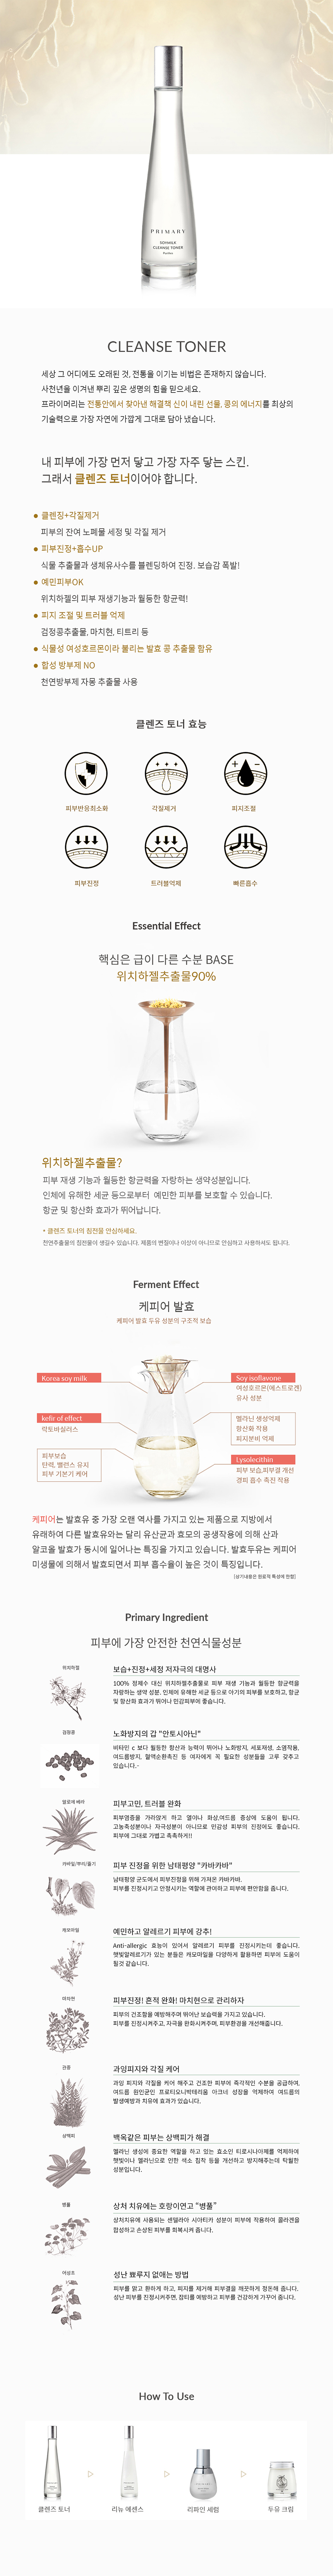 PRIMARY
SOYMILK
CLEANSE TONER
CLEANSE TONER
세상 그 어디에도 오래된 것, 전통을 이기는 비법은 존재하지 않습니다.
사천년을 이겨낸 뿌리 깊은 생명의 힘을 믿으세요.
프라이머리는 전통안에서 찾아낸 해결책 신이 내린 선물, 콩의 에너지를 최상의
기술력으로 가장 자연에 가깝게 그대로 담아 냈습니다.
내 피부에 가장 먼저 닿고 가장 자주 닿는 스킨.
그래서 클렌즈 토너이어야 합니다.
● 클렌징+각질제거
피부의 잔여 노폐물 세정 및 각질 제거
● 피부진정+흡수UP
식물 추출물과 생체유사수를 블렌딩하여 진정. 보습감 폭발!
● 예민피부OK
위치하젤의 피부 재생기능과 월등한 항균력!
● 피지 조절 및 트러블 억제
검정콩추출물, 마치현, 티트리 등
● 식물성 여성호르몬이라 불리는 발효 콩 추출물 함유
● 합성 방부제 NO
천연방부제 자몽 추출물 사용
클렌즈 토너 효능
피부반응최소화
각질제거
피지조절
피부진정
트러블억제
빠른흡수
Essential Effect
핵심은 급이 다른 수분 BASE
위치하젤추출물90%
위치하젤추출물?
피부 재생 기능과 월등한 항균력을 자랑하는 생약성분입니다.
인체에 유해한 세균 등으로부터 예민한 피부를 보호할 수 있습니다.
항균 및 항산화 효과가 뛰어납니다.
* 클렌즈 토너의 침전물 안심하세요.
천연추출물의 침전물이 생길수 있습니다. 제품의 변질이나 이상이 아니므로 안심하고 사용하셔도 됩니다.
Ferment Effect
케피어 발효
케피어 발효 두유 성분의 구조적 보습
Korea soy milk
Soy isoflavone
여성호르몬(에스트로겐)
유사 성분
kefir of effect
락토바실러스
멜라닌 생성억제
항산화 작용
피지분비 억제
피부보습
탄력, 밸런스 유지
피부 기본기 케어
Lysolecithin
피부 보습,피부결 개선
경피 흡수 촉진 작용
케피어는 발효유 중 가장 오랜 역사를 가지고 있는 제품으로 지방에서
유래하여 다른 발효유와는 달리 유산균과 효모의 공생작용에 의해 산과
알코올 발효가 동시에 일어나는 특징을 가지고 있습니다. 발효두유는 케피어
미생물에 의해서 발효되면서 피부 흡수율이 높은 것이 특징입니다.
[상기내용은 원료적 특성에 한함]
Primary Ingredient
피부에 가장 안전한 천연식물성분
위치하젤
보습+진정+세정 저자극의 대명사
100% 정제수 대신 위치하젤추출물로 피부 재생 기능과 월등한 항균력을
자랑하는 생약 성분, 인체에 유해한 세균 등으로 아기의 피부를 보호하고, 항균
및 항산화 효과가 뛰어나 민감피부에 좋습니다.
검정콩
노화방지의 갑 "안토시아닌"
비타민 c 보다 월등한 항산과 능력이 뛰어나 노화방지, 세포재생, 소염작용,
여드름방지, 혈액순환촉진 등 여자에게 꼭 필요한 성분들을 고루 갖추고
있습니다.-
알로에 베라
피부고민, 트러블 완화
피부염증을 가라앉게 하고 열이나 화상,여드름 증상에 도움이 됩니다.
고농축성분이나 자극성분이 아니므로 민감성 피부의 진정에도 좋습니다.
피부에 그대로 가볍고 촉촉하게!!
카바잎/뿌리/줄기
피부 진정을 위한 남태평양 "카바카바"
남태평양 군도에서 피부진정을 위해 가져온 카바카바.
피부를 진정시키고 안정시키는 역할에 관여하고 피부에 편안함을 줍니다.
캐모마일
예민하고 알레르기 피부에 강추!
Anti-allergic 효능이 있어서 알레르기 피부를 진정시키는데 좋습니다.
햇빛알레르기가 있는 분들은 캐모마일을 다양하게 활용하면 피부에 도움이
될것 같습니다.
마치현
피부진정! 흔적 완화! 마치현으로 관리하자
피부의 건조함을 예방해주며 뛰어난 보습력을 가지고 있습니다.
피부를 진정시켜주고, 자극을 완화시켜주며, 피부환경을 개선해줍니다.
관중
과잉피지와 각질 케어
과잉 피지와 각질을 케어 해주고 건조한 피부에 즉각적인 수분을 공급하여,
여드름 원인균인 프로티오니박테리움 아크네 성장을 억제하여 여드름의
발생예방과 치유에 효과가 있습니다.
상백피
백옥같은 피부는 상백피가 해결
멜라닌 생성에 중요한 역할을 하고 있는 효소인 티로시나아제를 억제하여
햇빛이나 멜라닌으로 인한 색소 침착 등을 개선하고 방지해주는데 탁월한
성분입니다.
병풀
상처 치유에는 호랑이연고 "병풀"
상처치유에 사용되는 센텔라아 시아티카 성분이 피부에 작용하여 콜라겐을
합성하고 손상된 피부를 회복시켜 줍니다.
어성초
성난 뾰루지 없애는 방법
피부를 맑고 환하게 하고, 피지를 제거해 피부결을 깨끗하게 정돈해 줍니다.
성난 피부를 진정시켜주면, 잡티를 예방하고 피부를 건강하게 가꾸어 줍니다.
How To Use
클렌즈 토너
리뉴 에센스
리파인 세럼
두유 크림